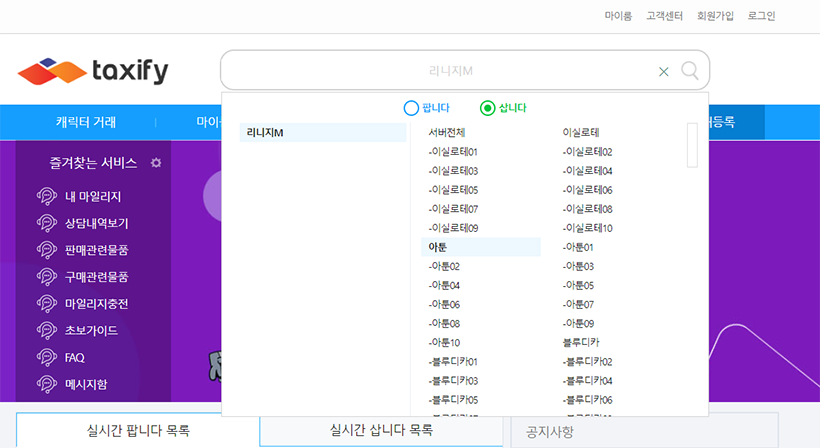 마이룸 고객센터 회원가입 로그인
taxify
리니지M
팝니다 삽니다
캐릭터 거래
등록
리니지M
서버전체 이실로테
-이실로테01 -이실로테02
-이실로테03 -이실로테04
-이실로테05 -이실로테06
-이실로테07 -이실로테08
-이실로테09 -이실로테10
아툰 -아툰01
-아툰02 -아툰03
-아툰04 -아툰05
-아툰06 -아툰07
-아툰08 -아툰09
-아툰10 블루디카
-블루디카01 -블루디카02
-블루디카03 -블루디카04
-블루디카05 -블루디카06
즐겨찾는 서비스
내 마일리지
상담내역보기
판매관련물품
구매관련물품
마일리지충전
초보가이드
FAQ
메시지함
실시간 팝니다 목록 실시간 삽니다 목록 공지사항